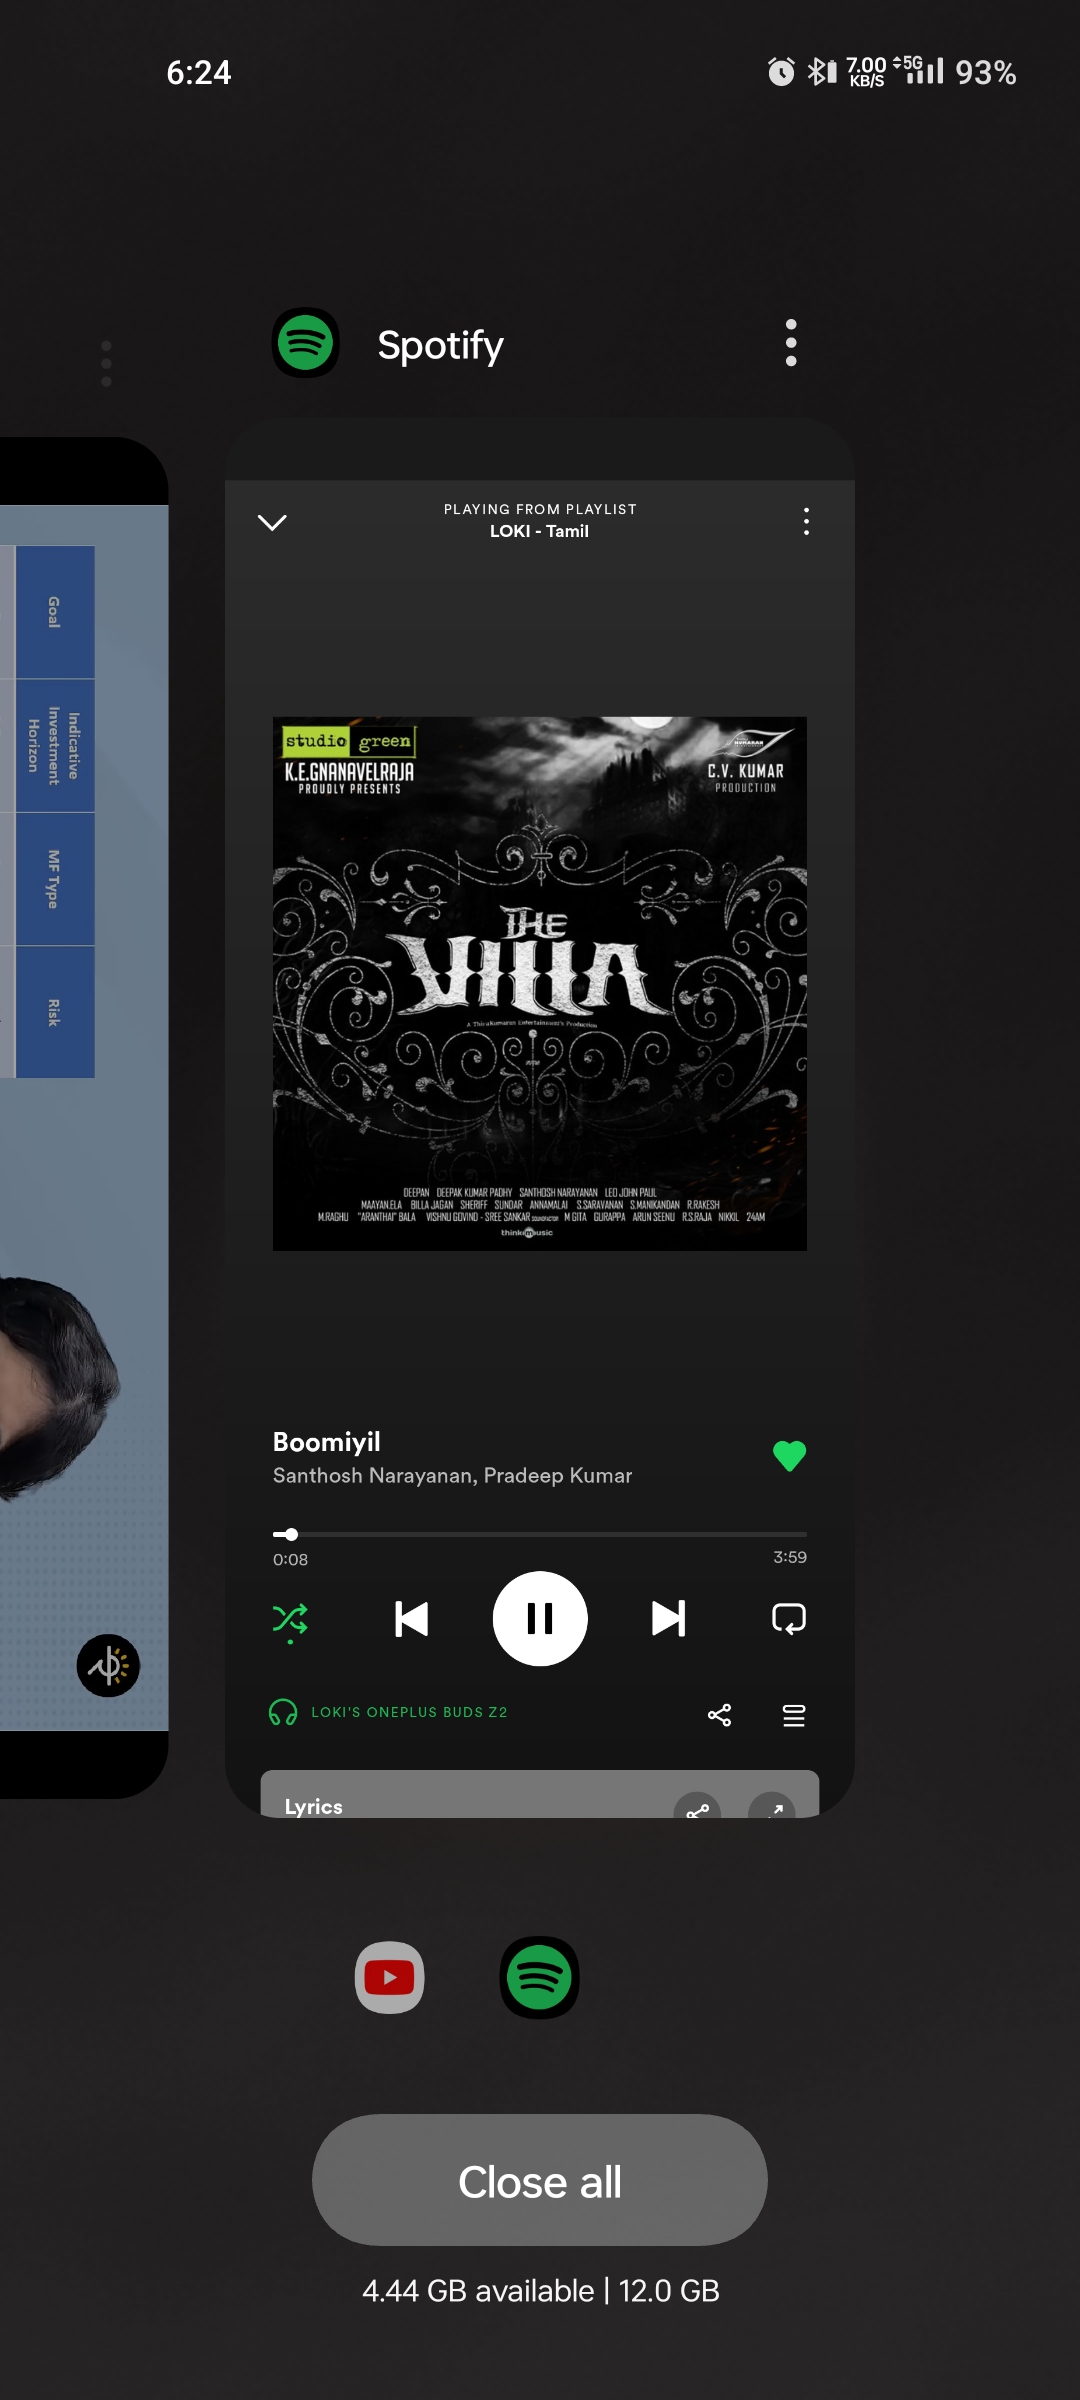 6:24
7.00 KB/S
5G
93%
Spotify
Goal
Indicative Investment Horizon
MF Type
Risk
PLAYING FROM PLAYLIST
LOKI - Tamil
studio green
K.E.GNANAVELRAJA
PROUDLY PRESENTS
C.V. KUMAR
PRODUCTION
THE
VILLA
A ThiruKumaran Entertainment's Production
DEEPAN DEEPAK KUMAR PADHY SANTHOSH NARAYANAN LEO JOHN PAUL
MAAYAN.ELA BILLA JAGAN SHERIFF SUNDAR ANNAMALAI S.SARAVANAN S.MANIKANDAN R.RAKESH
M.RAGHU "ARANTHAI" BALA VISHNU GOVIND - SREE SANKAR M GITA GURAPPA ARUN SEENU R.S.RAJA NIKKIL 24AM
think music
Boomiyil
Santhosh Narayanan, Pradeep Kumar
0:08
3:59
LOKI'S ONEPLUS BUDS Z2
Lyrics
Close all
4.44 GB available | 12.0 GB